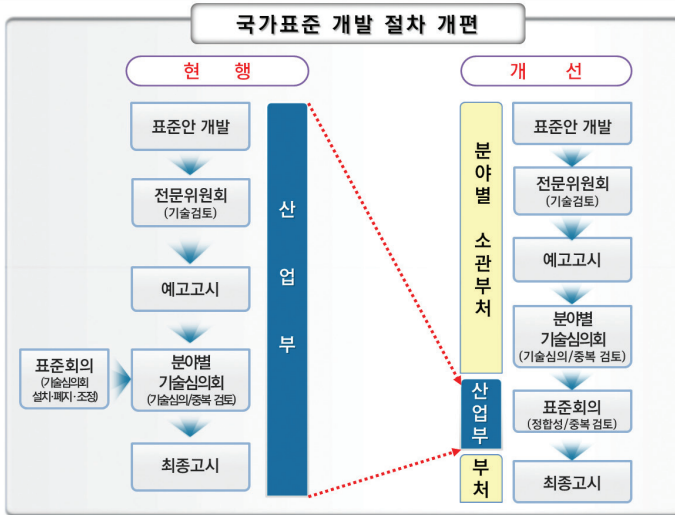 국가표준 개발 절차 개편
현 행
표준안 개발
전문위원회
(기술검토)
예고고시
표준회의
(기술심의회
설치·폐지·조정)
분야별
기술심의회
(기술심의/중복 검토)
최종고시
산 업 부
개 선
분야별 소관부처
산업부
부처
표준안 개발
전문위원회
(기술검토)
예고고시
분야별
기술심의회
(기술심의/중복 검토)
표준회의
(정합성/중복 검토)
최종고시